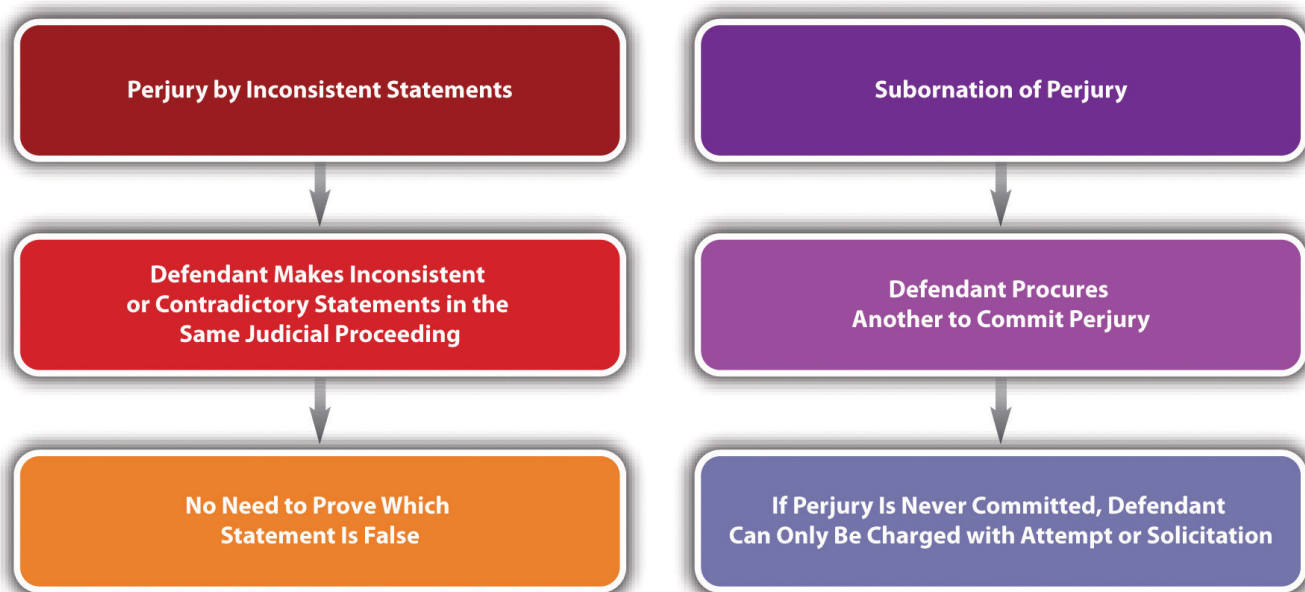 Perjury by Inconsistent Statements
Defendant Makes Inconsistent
or Contradictory Statements in the
Same Judicial Proceeding
No Need to Prove Which
Statement Is False
Subornation of Perjury
Defendant Procures
Another to Commit Perjury
If Perjury Is Never Committed, Defendant
Can Only Be Charged with Attempt or Solicitation